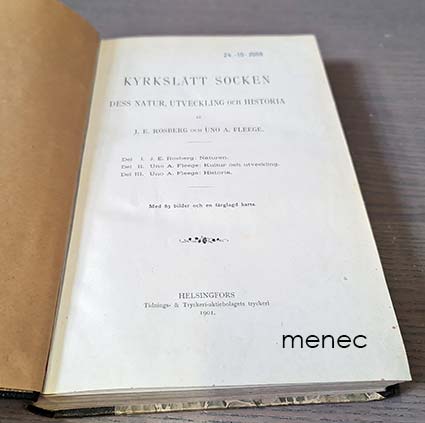 24.-10-2008
KYRKSLÄTT SOCKEN
DESS NATUR, UTVECKLING OCH HISTORIA
AF
J. E. ROSBERG OCH UNO A. FLEEGE.
Del I. J. E. Rosberg: Naturen.
Del II. Uno A. Fleege: Kultur och utveckling.
Del III. Uno A. Fleege: Historia.
Med 83 bilder och en färglagd karta.
HELSINGFORS
Tidnings- & Tryckeri-aktiebolagets tryckeri
1901.
menec